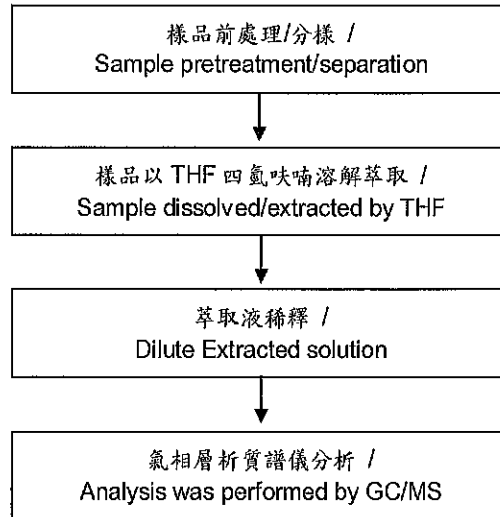 樣品前處理/分樣 /
Sample pretreatment/separation
樣品以 THF 四氫呋喃溶解萃取 /
Sample dissolved/extracted by THF
萃取液稀釋 /
Dilute Extracted solution
氣相層析質譜儀分析 /
Analysis was performed by GC/MS